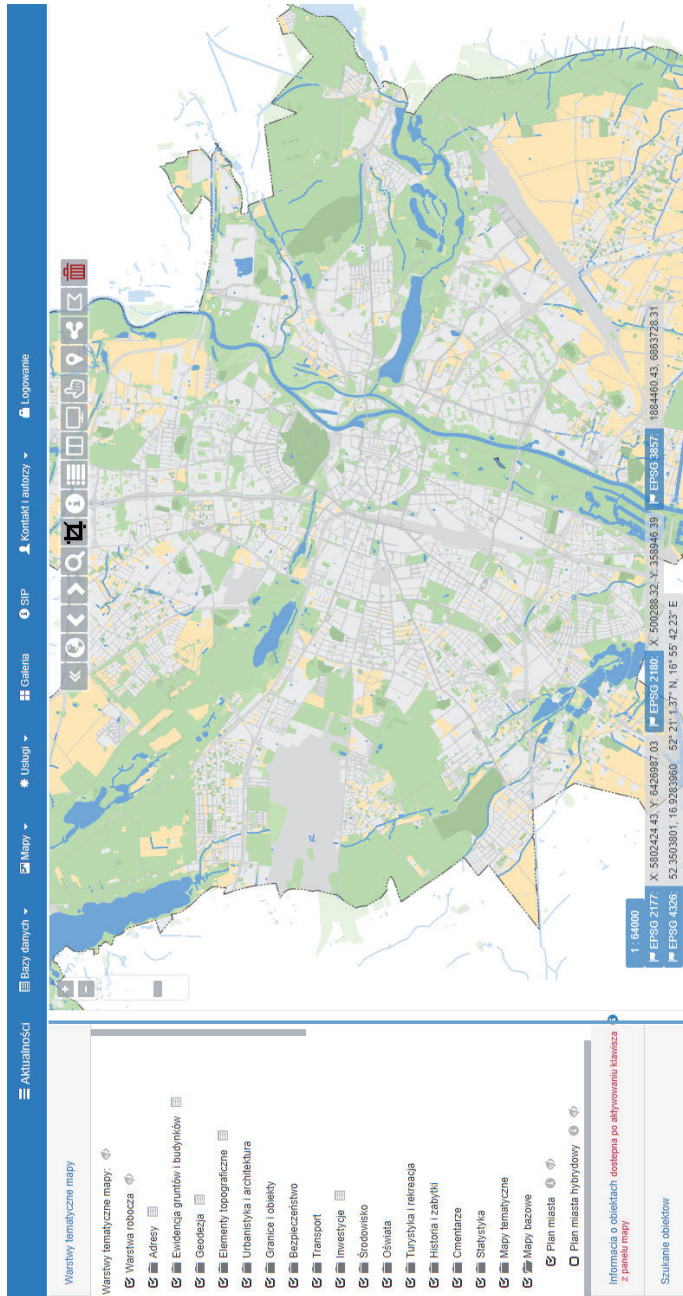 Aktualności Bazy danych Mapy Usługi Galeria SIP Kontakt i autorzy Logowanie
Warstwy tematyczne mapy
Warstwy tematyczne mapy:
Warstwa robocza
Adresy
Ewidencja gruntów i budynków
Geodezja
Elementy topograficzne
Urbanistyka i architektura
Granice i obiekty
Bezpieczeństwo
Transport
Inwestycje
Środowisko
Oświata
Turystyka i rekreacja
Historia i zabytki
Cmentarze
Statystyka
Mapy tematyczne
Mapy bazowe
Plan miasta
Plan miasta hybrydowy
Informacja o obiektach dostępna po aktywowaniu klawisza
z panelu mapy
Szukanie obiektow
1 : 64000
EPSG 2177: X: 5802424.43, Y: 6426987.03 EPSG 2180: X: 500288.32, Y: 358946.39 EPSG 3857: 1884460.43, 6863728.31
EPSG 4326: 52.3503801, 16.9283960 52° 21' 1.37" N, 16° 55' 42.23" E